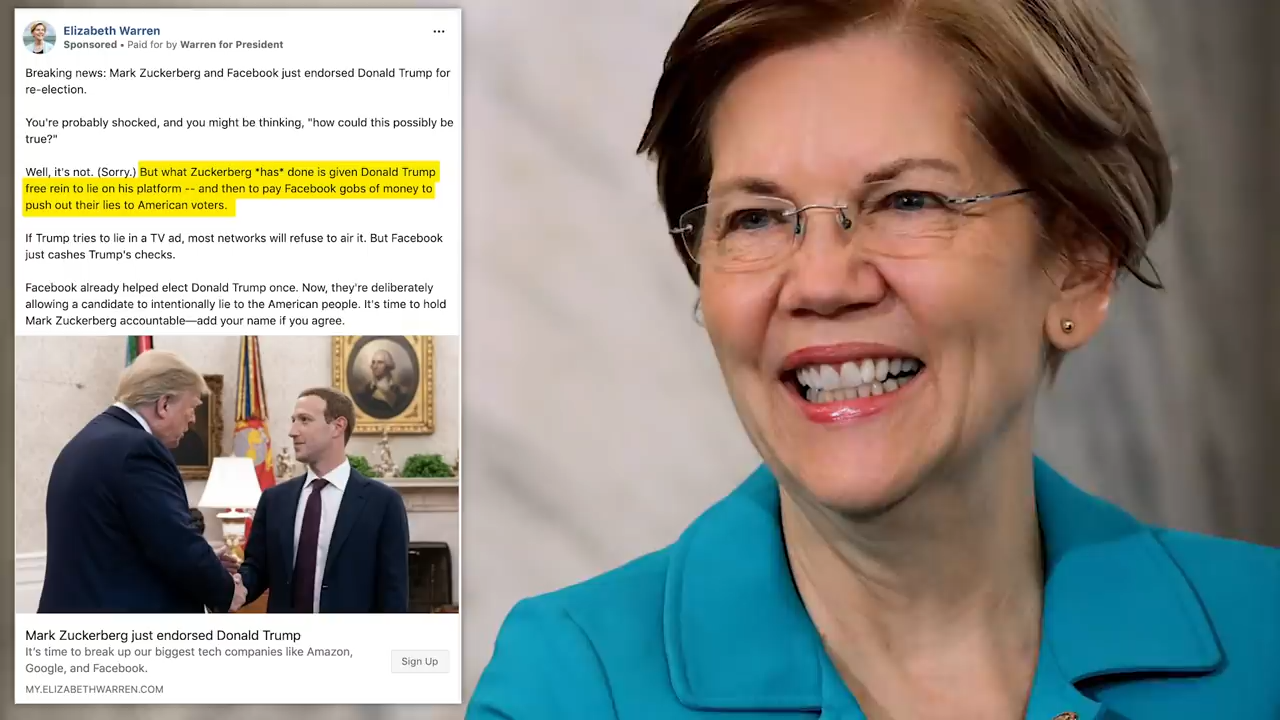 Elizabeth Warren
Sponsored • Paid for by Warren for President
Breaking news: Mark Zuckerberg and Facebook just endorsed Donald Trump for
re-election.
You're probably shocked, and you might be thinking, "how could this possibly be
true?"
Well, it's not. (Sorry.) But what Zuckerberg *has* done is given Donald Trump
free rein to lie on his platform -- and then to pay Facebook gobs of money to
push out their lies to American voters.
If Trump tries to lie in a TV ad, most networks will refuse to air it. But Facebook
just cashes Trump's checks.
Facebook already helped elect Donald Trump once. Now, they're deliberately
allowing a candidate to intentionally lie to the American people. It's time to hold
Mark Zuckerberg accountable—add your name if you agree.
Mark Zuckerberg just endorsed Donald Trump
It's time to break up our biggest tech companies like Amazon,
Google, and Facebook.
Sign Up
MY.ELIZABETHWARREN.COM